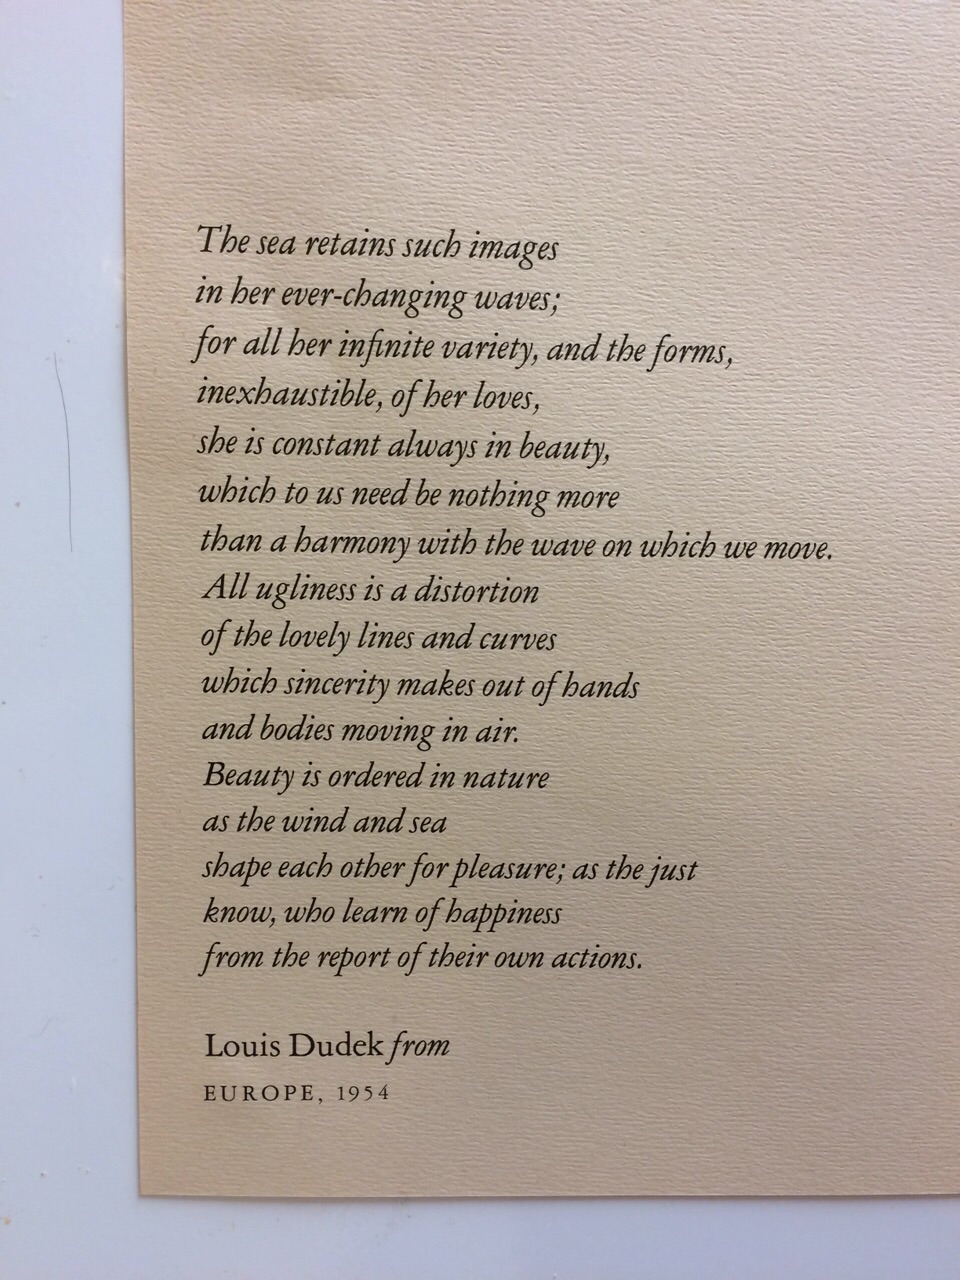 The sea retains such images
in her ever-changing waves;
for all her infinite variety, and the forms,
inexhaustible, of her loves,
she is constant always in beauty,
which to us need be nothing more
than a harmony with the wave on which we move.
All ugliness is a distortion
of the lovely lines and curves
which sincerity makes out of hands
and bodies moving in air.
Beauty is ordered in nature
as the wind and sea
shape each other for pleasure; as the just
know, who learn of happiness
from the report of their own actions.
Louis Dudek from
EUROPE, 1954